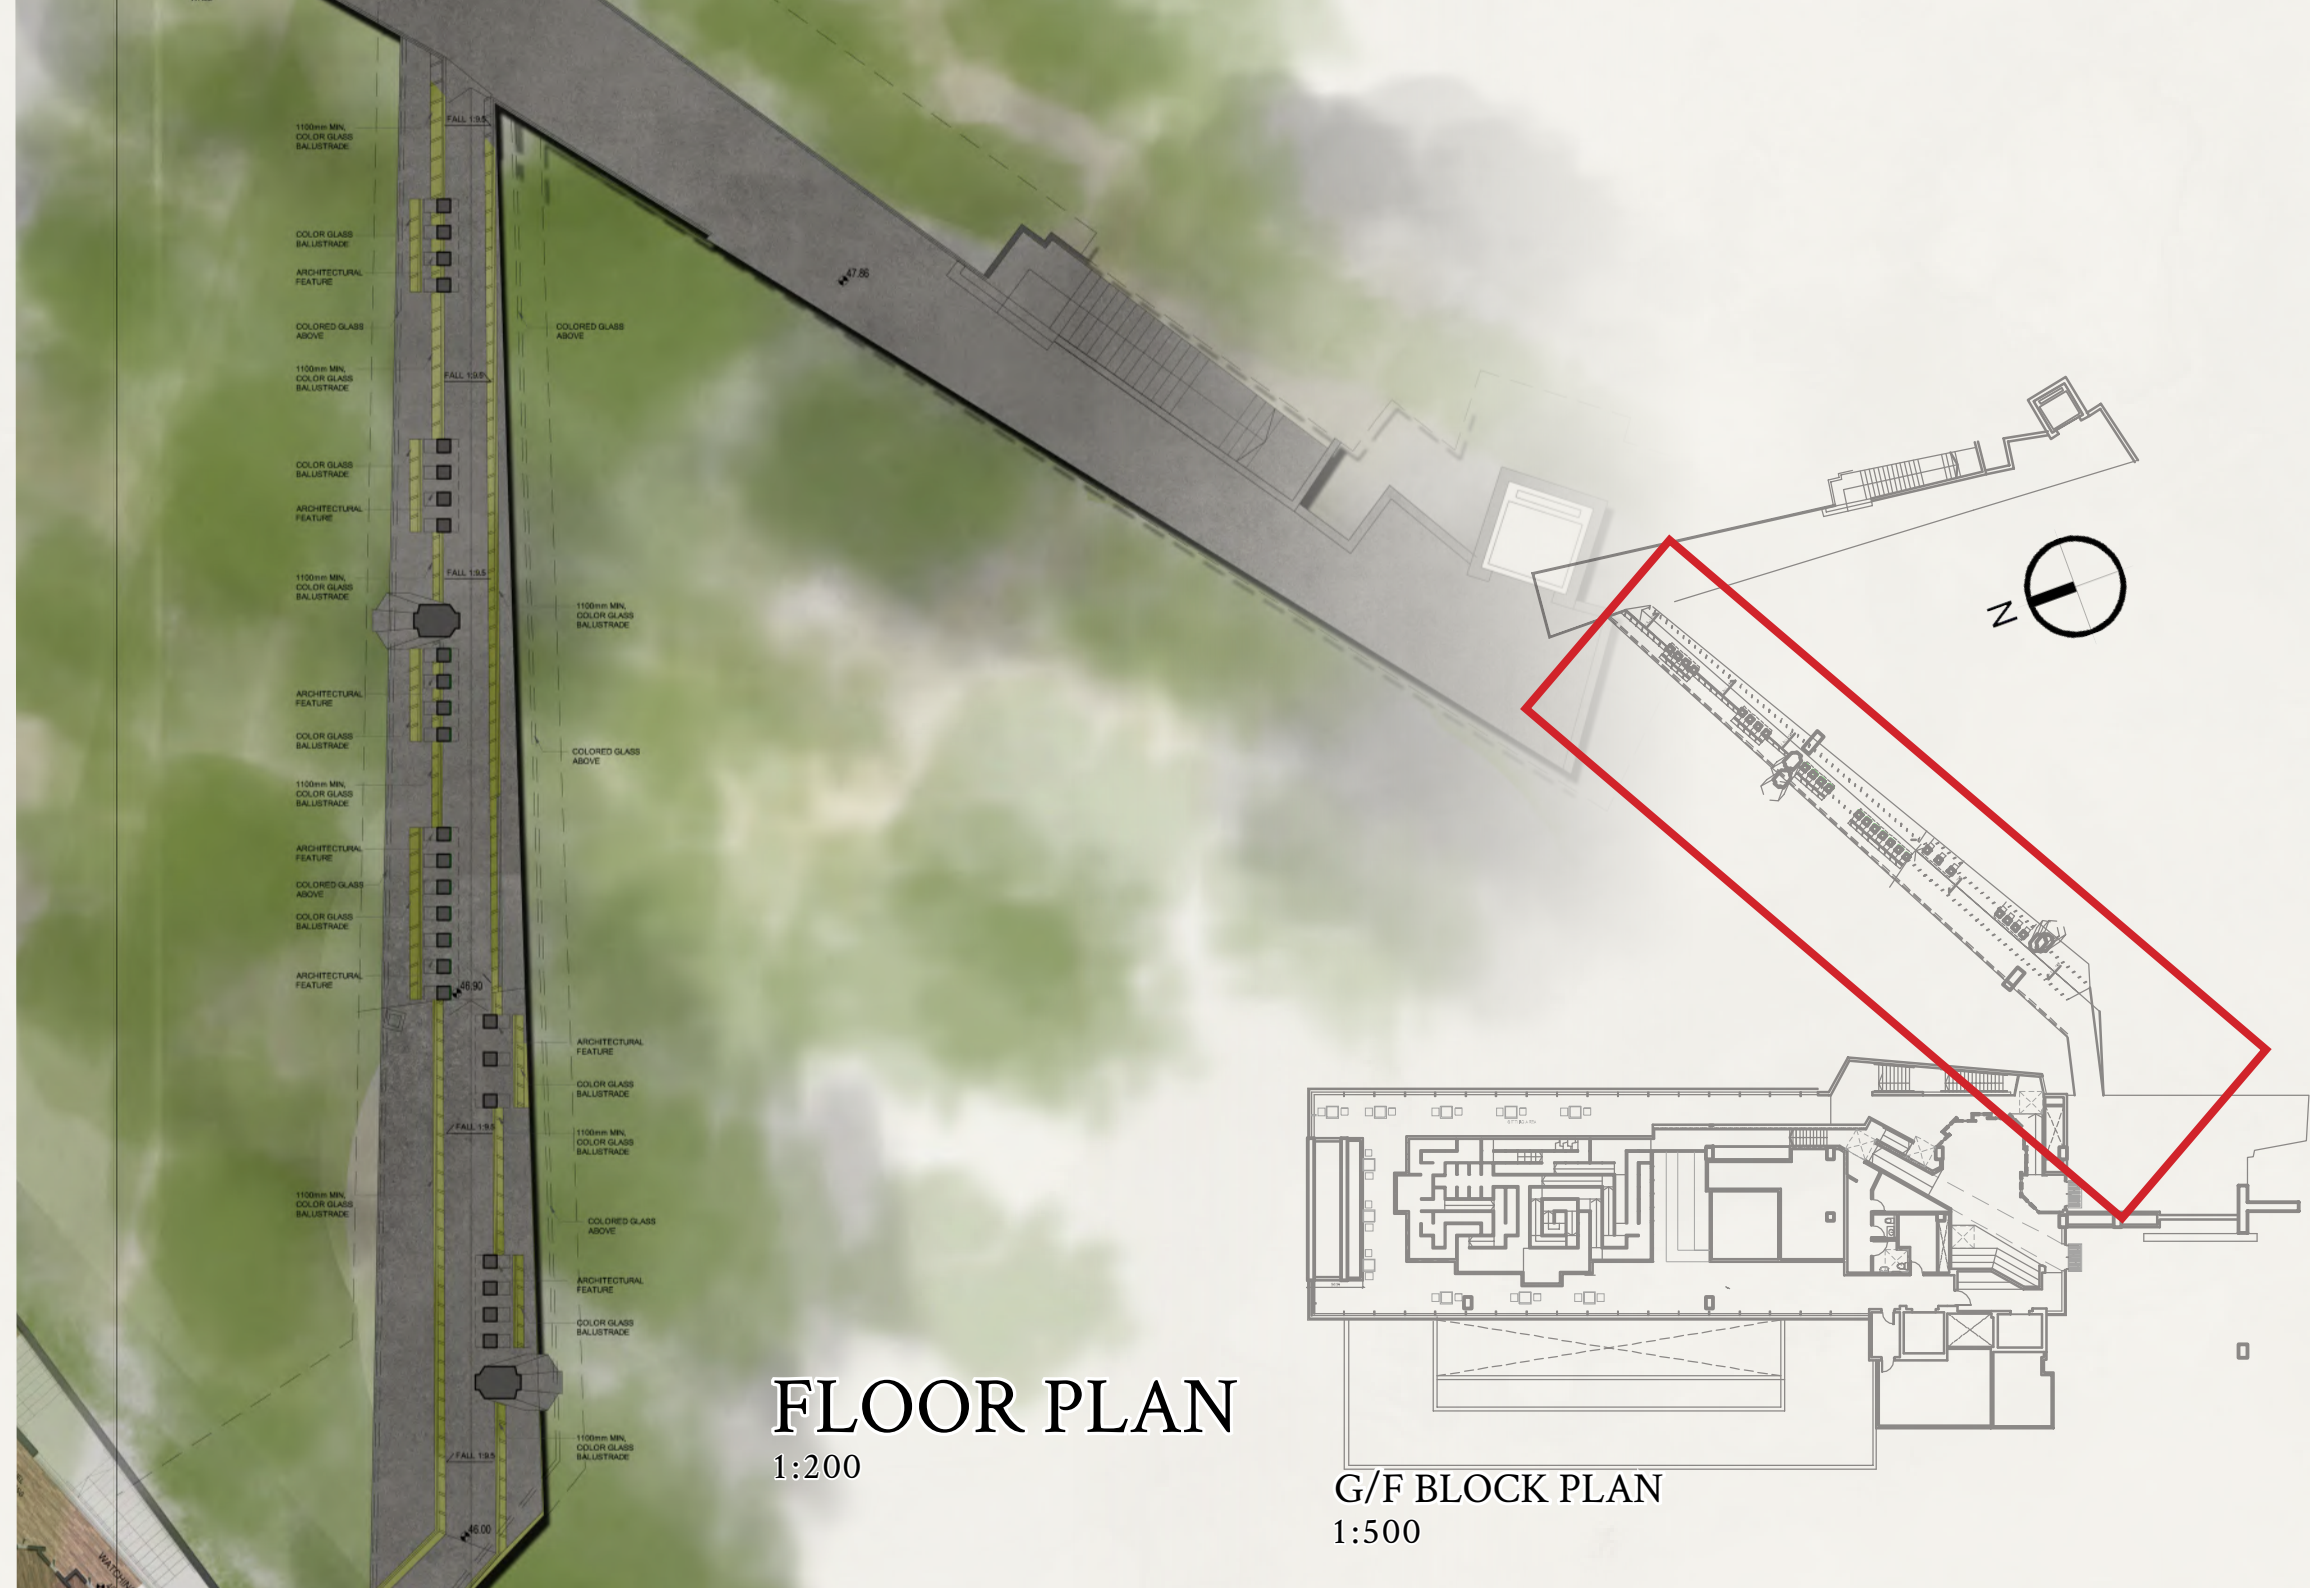 1100mm MIN,
COLOR GLASS
BALUSTRADE
FALL 1:9.5
COLOR GLASS
BALUSTRADE
ARCHITECTURAL
FEATURE
47.86
COLORED GLASS
ABOVE
COLORED GLASS
ABOVE
1100mm MIN,
COLOR GLASS
BALUSTRADE
FALL 1:9.5
COLOR GLASS
BALUSTRADE
ARCHITECTURAL
FEATURE
1100mm MIN,
COLOR GLASS
BALUSTRADE
FALL 1:9.5
1100mm MIN,
COLOR GLASS
BALUSTRADE
N
ARCHITECTURAL
FEATURE
COLOR GLASS
BALUSTRADE
COLORED GLASS
ABOVE
1100mm MIN,
COLOR GLASS
BALUSTRADE
ARCHITECTURAL
FEATURE
COLORED GLASS
ABOVE
COLOR GLASS
BALUSTRADE
ARCHITECTURAL
FEATURE
46.90
ARCHITECTURAL
FEATURE
COLOR GLASS
BALUSTRADE
FALL 1:9.5
1100mm MIN,
COLOR GLASS
BALUSTRADE
1100mm MIN,
COLOR GLASS
BALUSTRADE
COLORED GLASS
ABOVE
ARCHITECTURAL
FEATURE
COLOR GLASS
BALUSTRADE
1100mm MIN,
COLOR GLASS
BALUSTRADE
FALL 1:9.5
46.00
FLOOR PLAN
1:200
G/F BLOCK PLAN
1:500